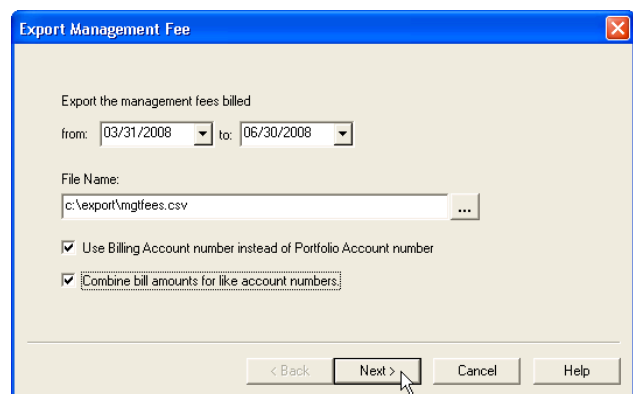 Export Management Fee
Export the management fees billed
from: 03/31/2008 to: 06/30/2008
File Name:
c:\export\mgtfees.csv ...
Use Billing Account number instead of Portfolio Account number
Combine bill amounts for like account numbers.
< Back Next > Cancel Help